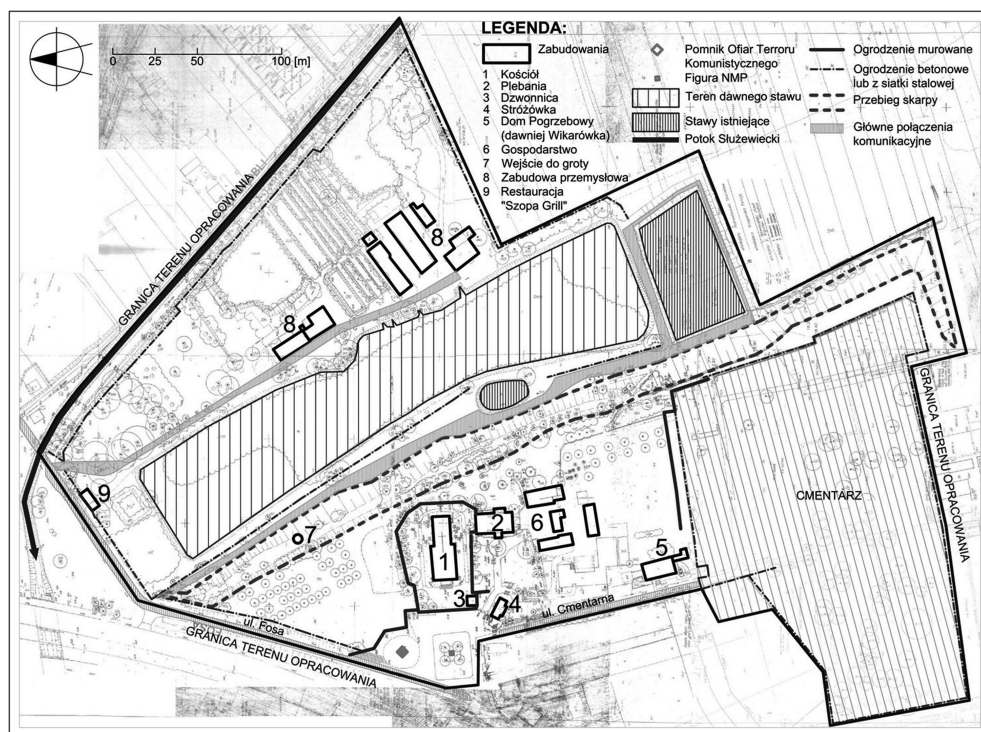 LEGENDA:
Zabudowania
1 Kościół
2 Plebania
3 Dzwonnica
4 Stróżówka
5 Dom Pogrzebowy
(dawniej Wikarówka)
6 Gospodarstwo
7 Wejście do groty
8 Zabudowa przemysłowa
9 Restauracja
"Szopa Grill"
Pomnik Ofiar Terroru
Komunistycznego
Figura NMP
Teren dawnego stawu
Stawy istniejące
Potok Służewiecki
Ogrodzenie murowane
Ogrodzenie betonowe
lub z siatki stalowej
Przebieg skarpy
Główne połączenia
komunikacyjne
0 25 50 100 [m]
GRANICA TERENU OPRACOWANIA
8
8
8
9
7
1
2
3
4
5
6
CMENTARZ
GRANICA TERENU OPRACOWANIA
ul. Cmentarna
ul. Fosa
GRANICA TERENU OPRACOWANIA